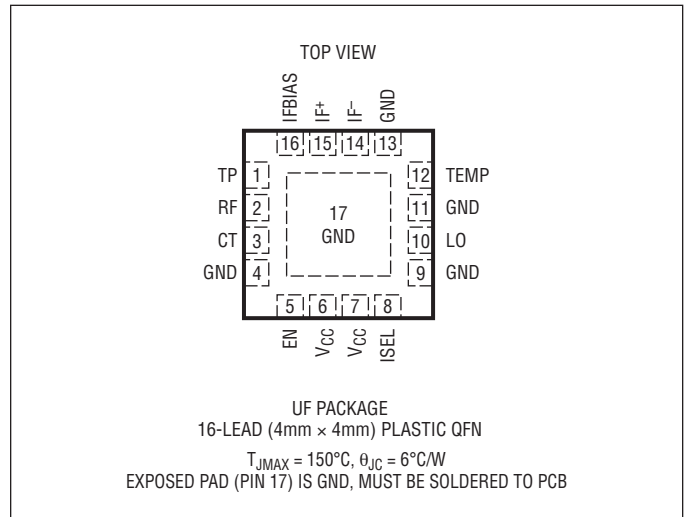 TOP VIEW
IFBIAS
IF+
IF–
GND
16 15 14 13
TP 1
RF 2
CT 3
GND 4
17
GND
12 TEMP
11 GND
10 LO
9 GND
5 6 7 8
EN
VCC
VCC
ISEL
UF PACKAGE
16-LEAD (4mm × 4mm) PLASTIC QFN
TJMAX = 150°C, θJC = 6°C/W
EXPOSED PAD (PIN 17) IS GND, MUST BE SOLDERED TO PCB